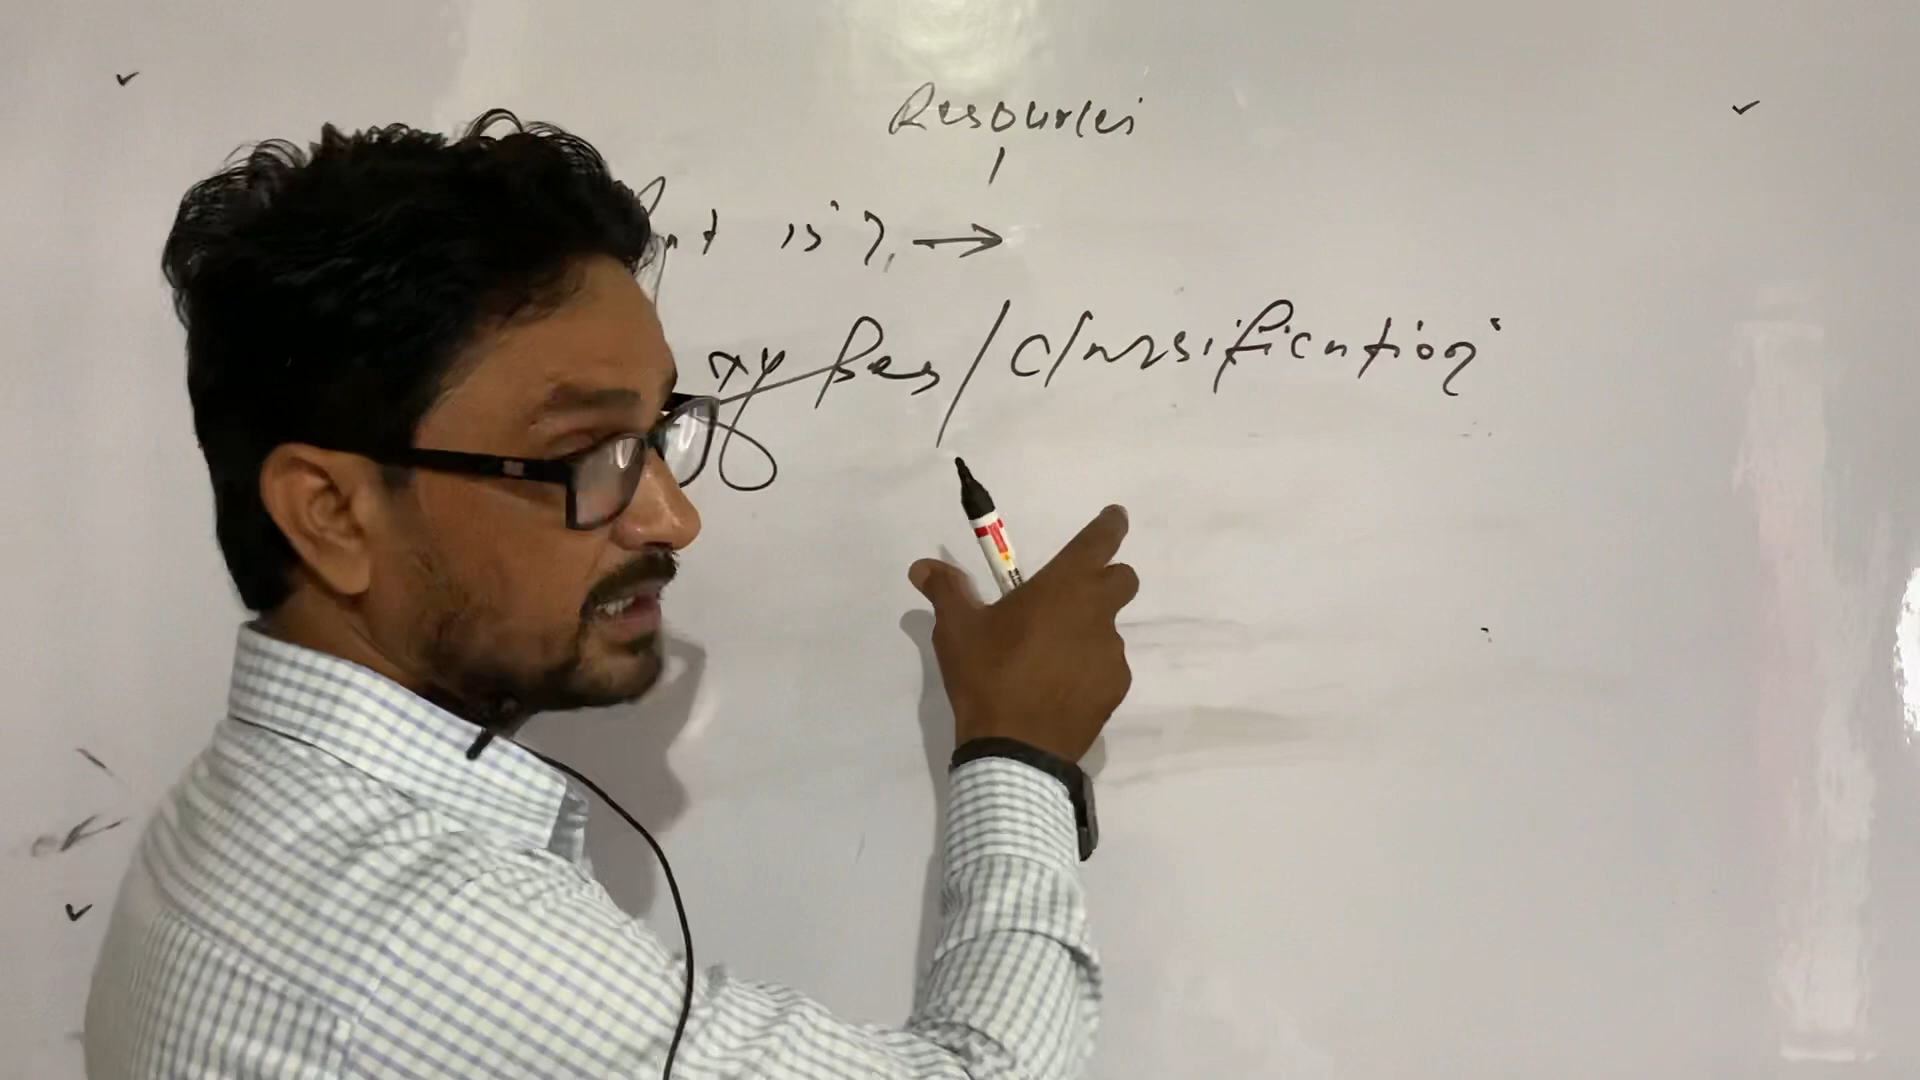 Resources
is ? →
Types/Classification